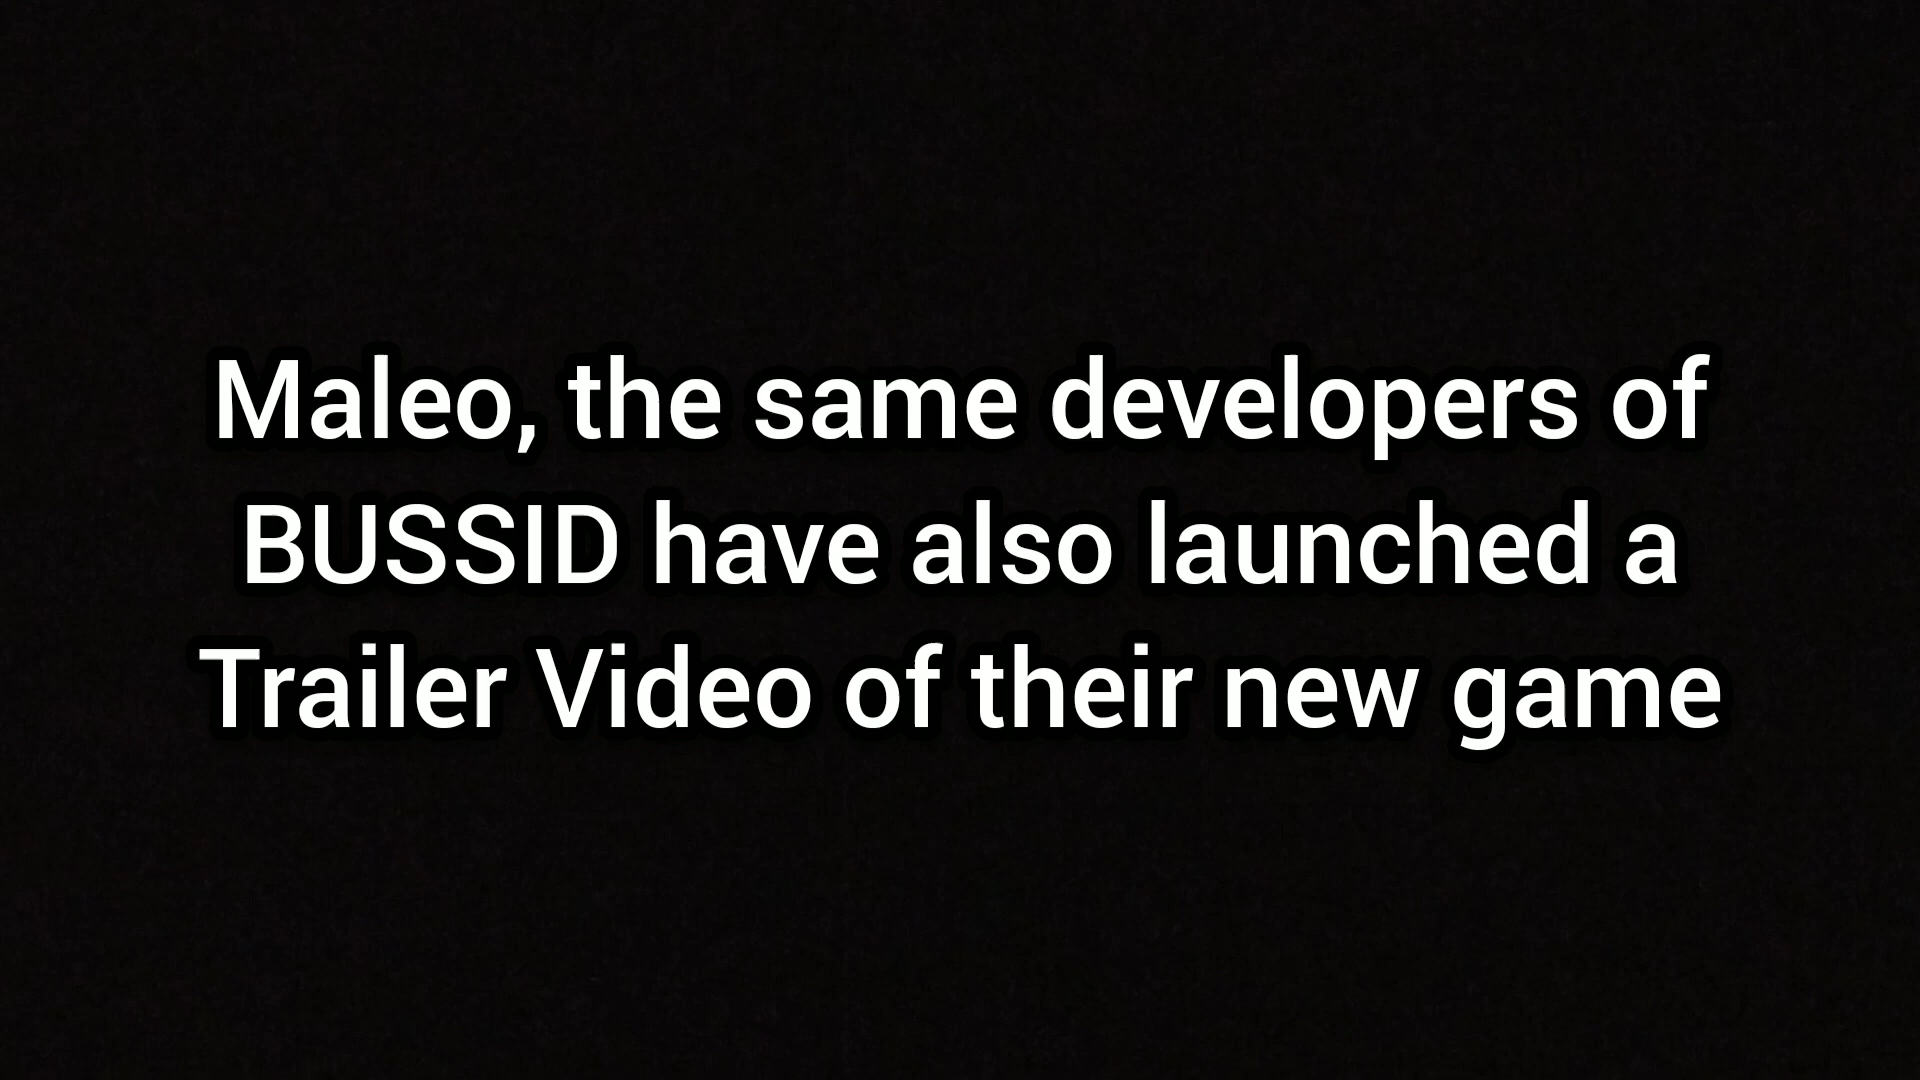 Maleo, the same developers of
BUSSID have also launched a
Trailer Video of their new game